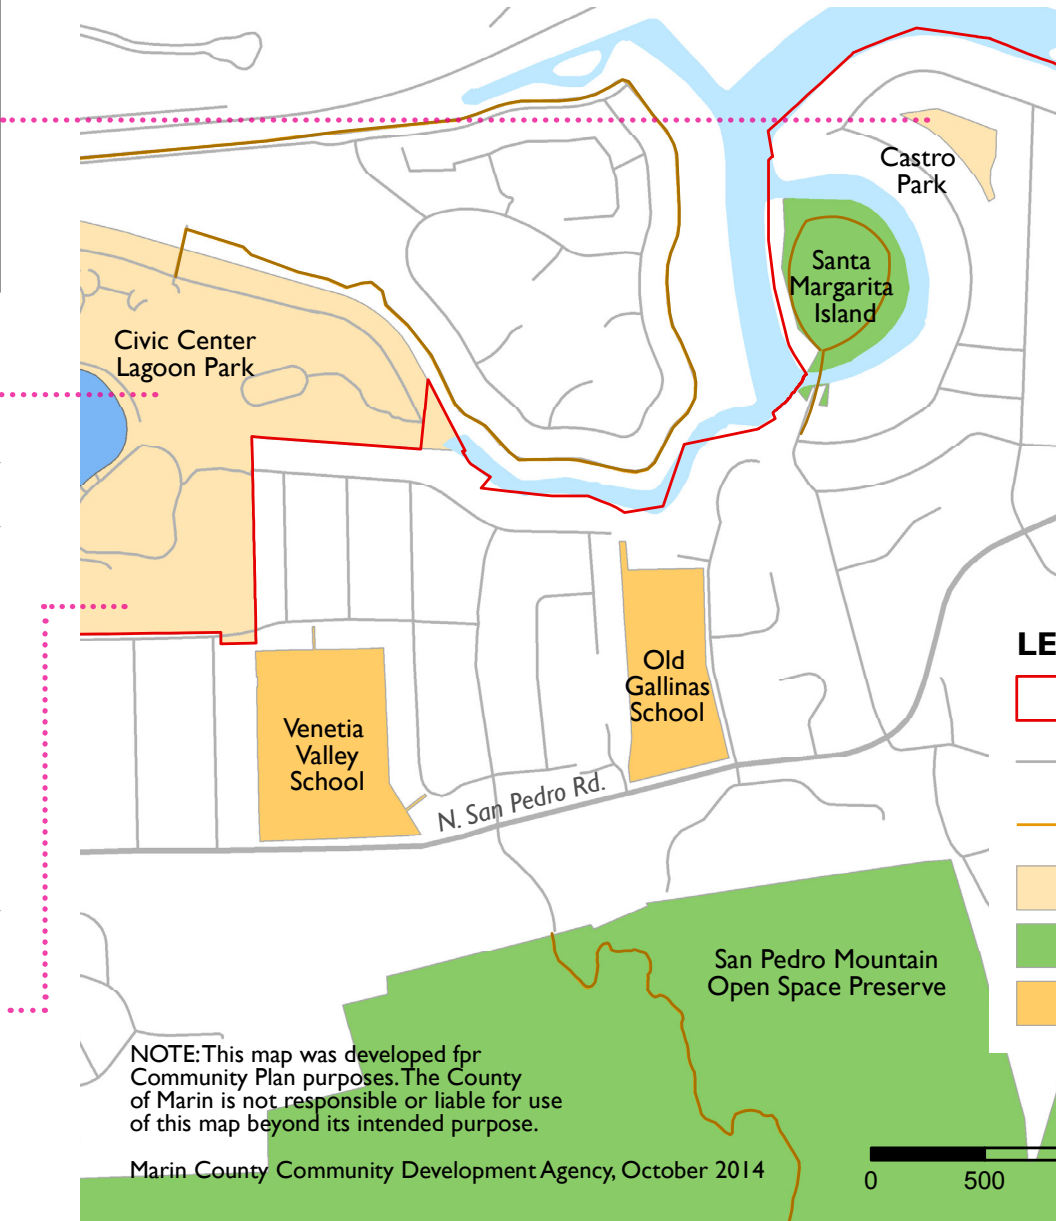 Castro
Park
Santa
Margarita
Island
Civic Center
Lagoon Park
LE
Old
Gallinas
School
Venetia
Valley
School
N. San Pedro Rd.
San Pedro Mountain
Open Space Preserve
NOTE: This map was developed fpr
Community Plan purposes. The County
of Marin is not responsible or liable for use
of this map beyond its intended purpose.
Marin County Community Development Agency, October 2014
0
500